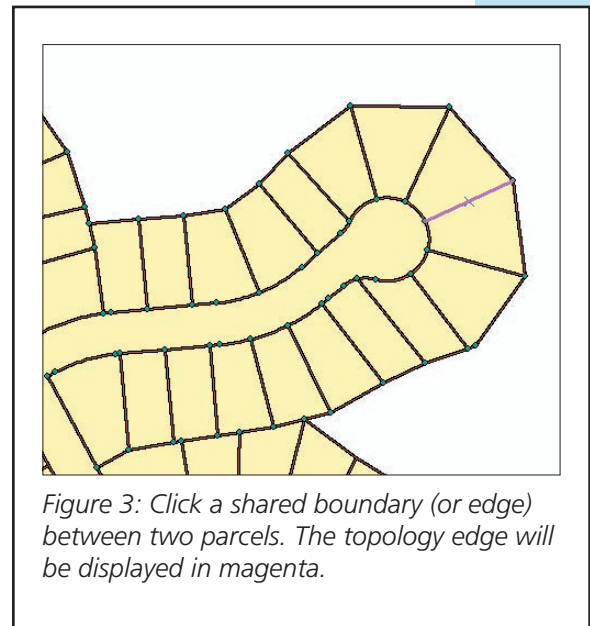 Figure 3: Click a shared boundary (or edge)
between two parcels. The topology edge will
be displayed in magenta.